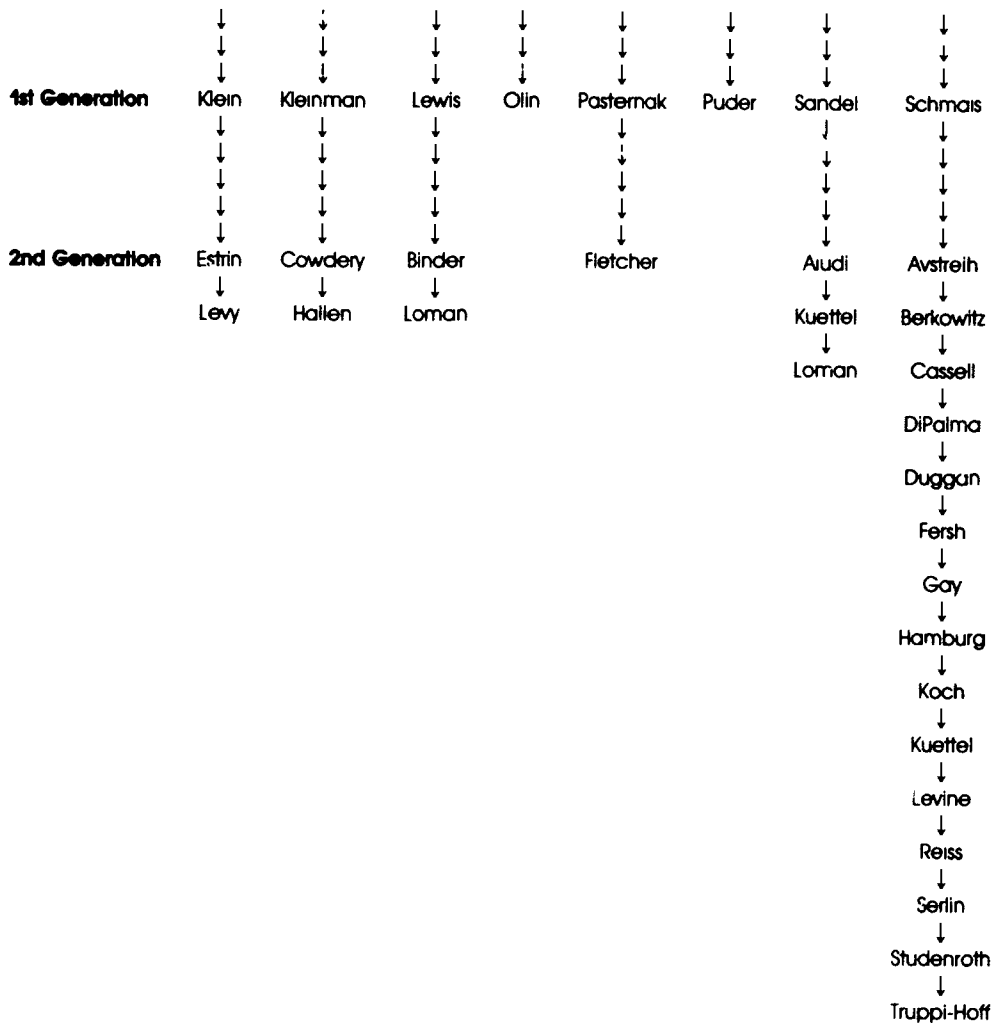 1st Generation Klein Kleinman Lewis Olin Pasternak Puder Sandel Schmais
2nd Generation Estrin Cowdery Binder Fletcher Aiudi Avstreih
Levy Hallen Loman Kuettel Berkowitz
Loman Cassell
DiPalma
Duggan
Fersh
Gay
Hamburg
Koch
Kuettel
Levine
Reiss
Serlin
Studenroth
Truppi-Hoff